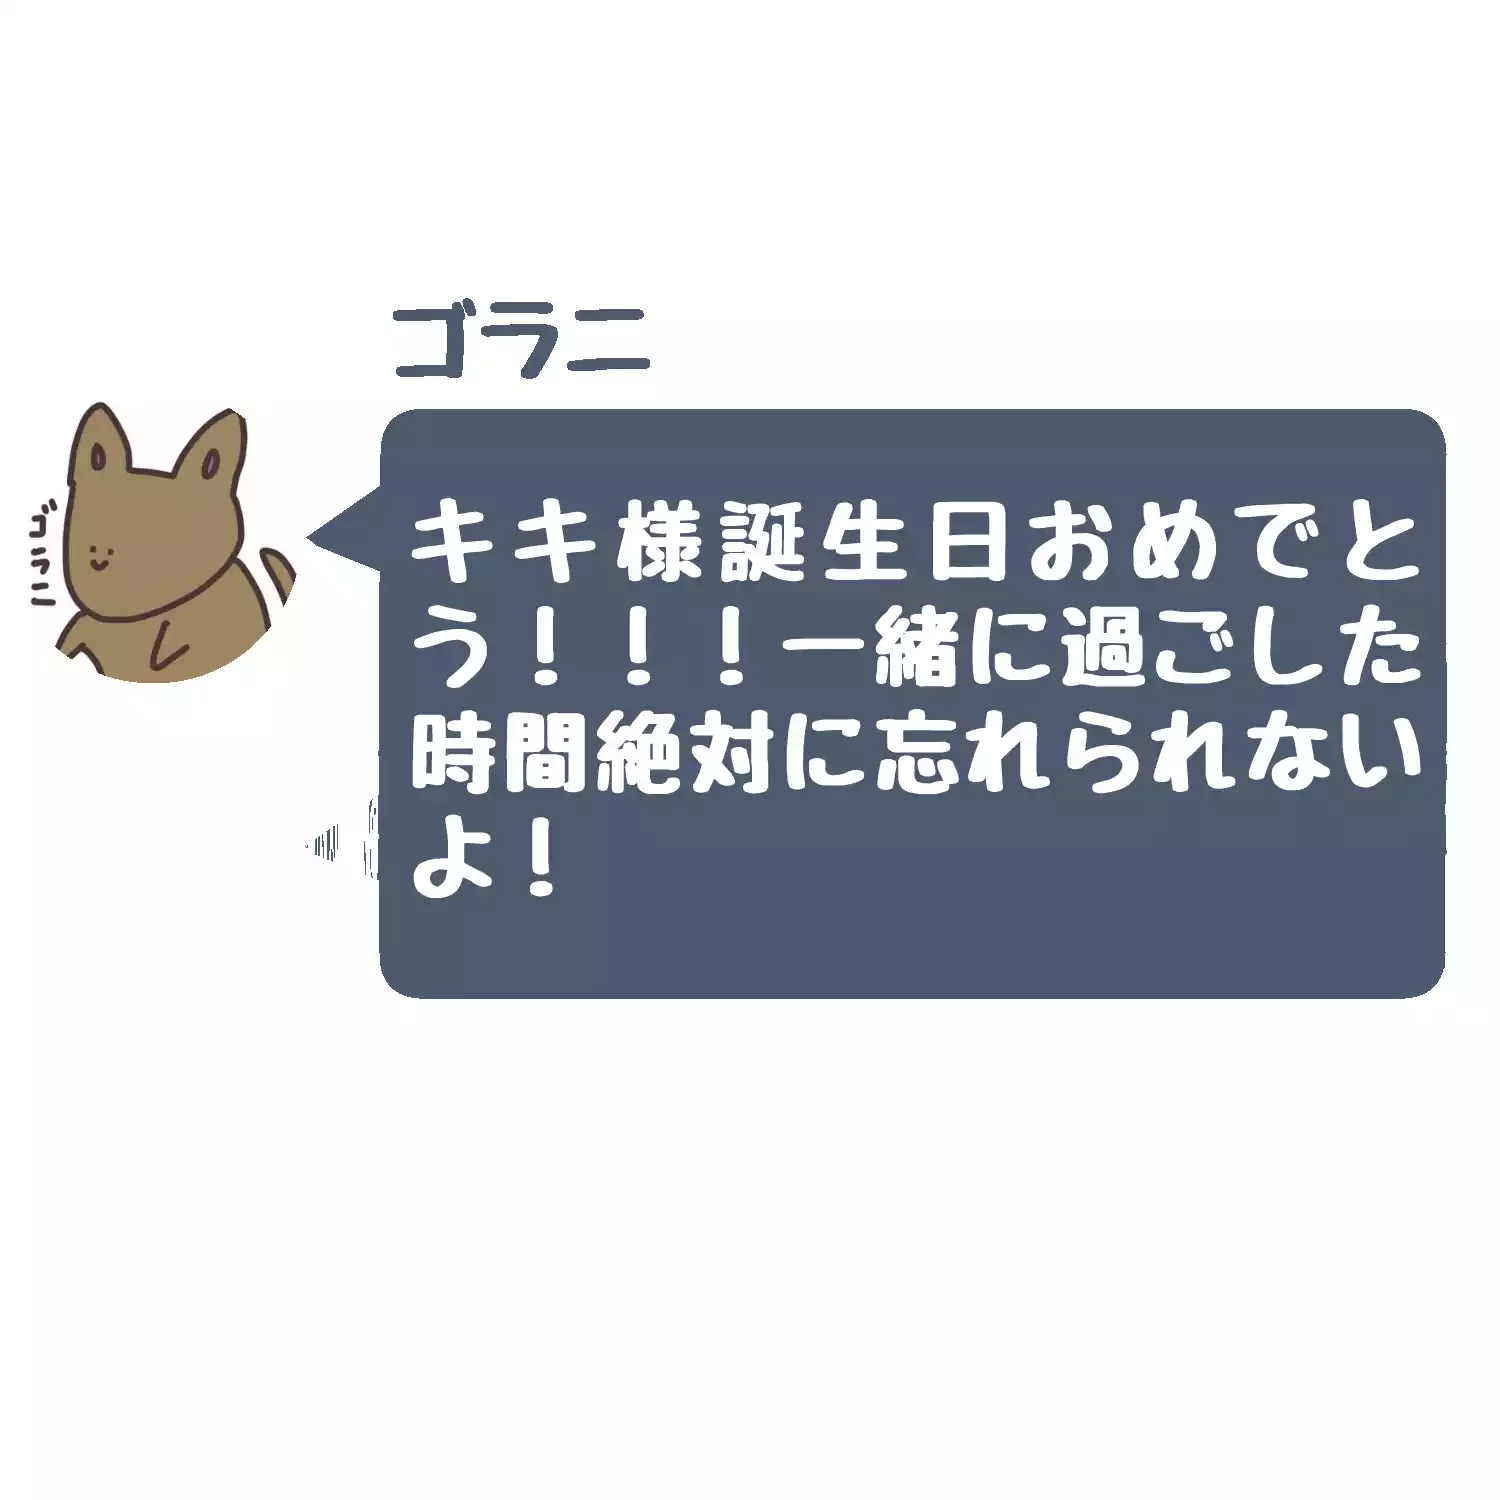 ゴラニ
ゴラニ
キキ様誕生日おめでと
う！！！一緒に過ごした
時間絶対に忘れられない
よ！